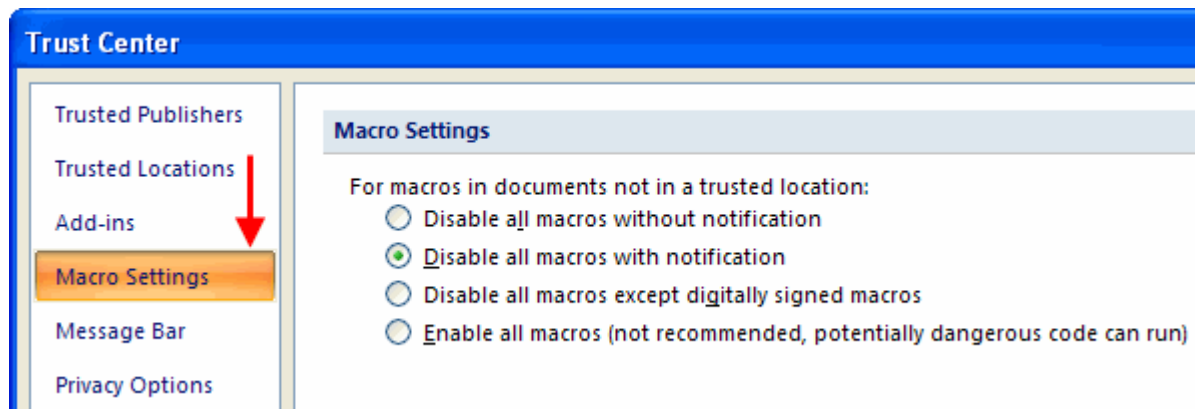 Trust Center
Trusted Publishers
Trusted Locations
Add-ins
Macro Settings
Message Bar
Privacy Options
Macro Settings
For macros in documents not in a trusted location:
Disable all macros without notification
Disable all macros with notification
Disable all macros except digitally signed macros
Enable all macros (not recommended, potentially dangerous code can run)